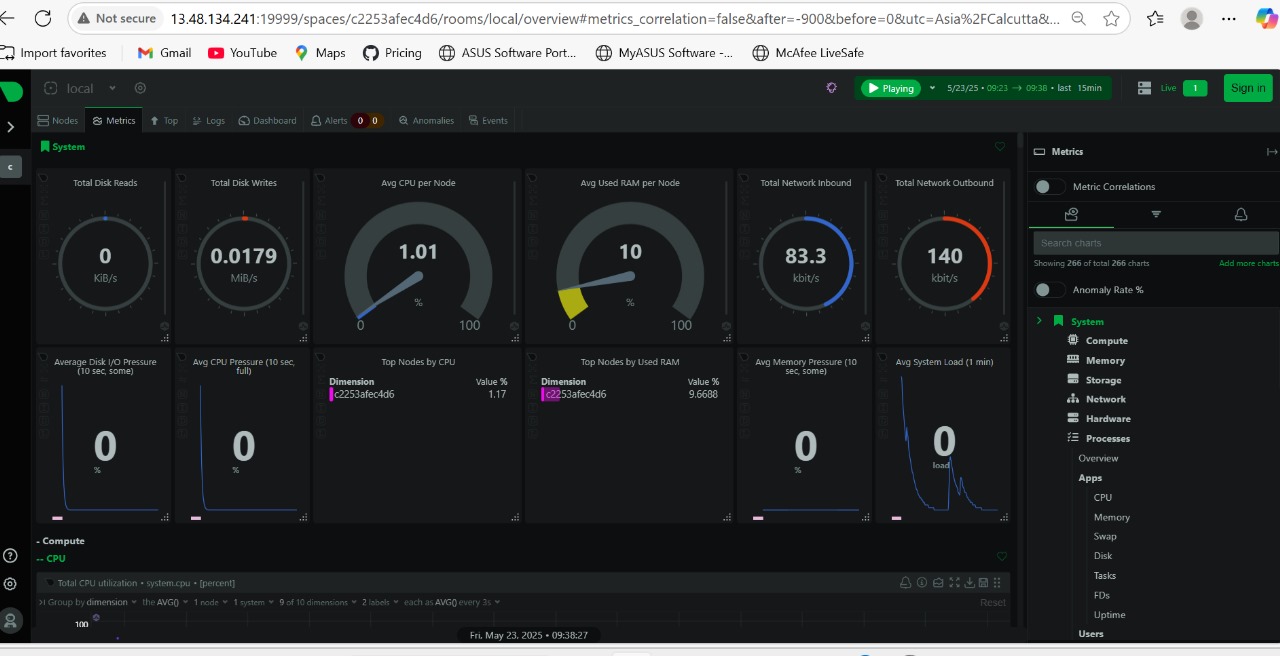 Not secure
13.48.134.241:19999/spaces/c2253afec4d6/rooms/local/overview#metrics_correlation=false&after=-900&before=0&utc=Asia%2FCalcutta&...
Import favorites Gmail YouTube Maps Pricing ASUS Software Port... MyASUS Software -... McAfee LiveSafe
local
Playing 5/23/25 • 09:23 → 09:38 • last 15min Live 1 Sign in
Nodes Metrics Top Logs Dashboard Alerts 0 0 Anomalies Events
c
System
Total Disk Reads
0
KiB/s
Total Disk Writes
0.0179
MiB/s
Avg CPU per Node
1.01
%
0 100
Avg Used RAM per Node
10
%
0 100
Total Network Inbound
83.3
kbit/s
Total Network Outbound
140
kbit/s
Average Disk I/O Pressure
(10 sec, some)
0
%
Avg CPU Pressure (10 sec,
full)
0
%
Top Nodes by CPU
Dimension Value %
c2253afec4d6 1.17
Top Nodes by Used RAM
Dimension Value %
c2253afec4d6 9.6688
Avg Memory Pressure (10
sec, some)
0
%
Avg System Load (1 min)
0
load
- Compute
-- CPU
Total CPU utilization • system.cpu • [percent]
Group by dimension the AVG() 1 node 1 system 9 of 10 dimensions 2 labels each as AVG() every 3s Reset
100
Fri, May 23, 2025 • 09:38:27
Metrics
Metric Correlations
Search charts
Showing 266 of total 266 charts Add more charts
Anomaly Rate %
System
Compute
Memory
Storage
Network
Hardware
Processes
Overview
Apps
CPU
Memory
Swap
Disk
Tasks
FDs
Uptime
Users